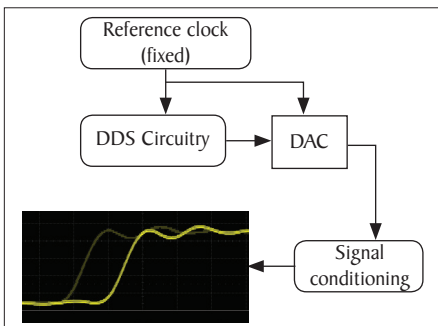 Reference clock
(fixed)
DDS Circuitry
DAC
Signal
conditioning